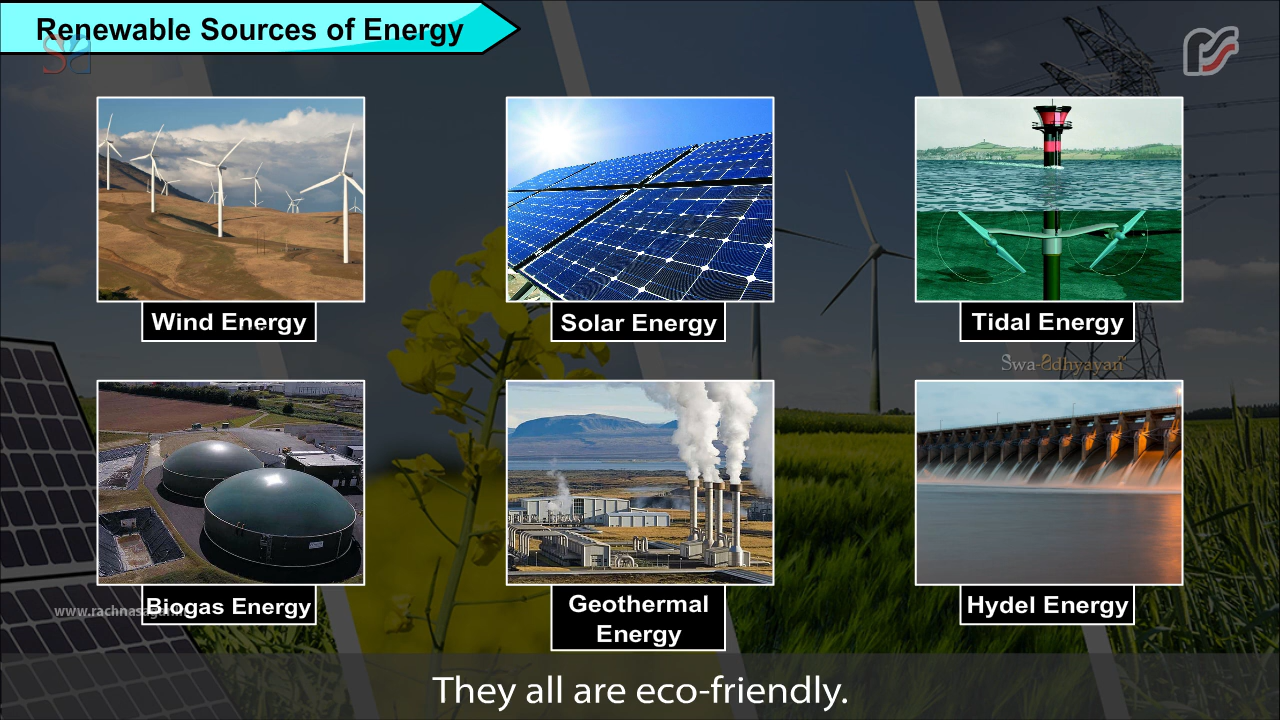 Renewable Sources of Energy
Wind Energy
Solar Energy
Tidal Energy
Swa-adhyayan
Biogas Energy
Geothermal
Energy
Hydel Energy
They all are eco-friendly.